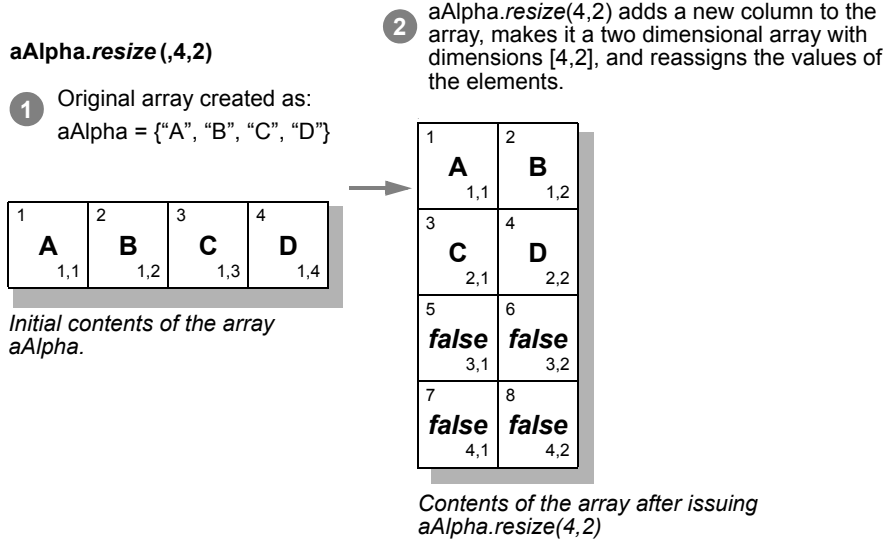 aAlpha.resize (,4,2)
1
Original array created as:
aAlpha = {“A”, “B”, “C”, “D”}
1 2 3 4
A B C D
1,1 1,2 1,3 1,4
Initial contents of the array
aAlpha.
2
aAlpha.resize(4,2) adds a new column to the
array, makes it a two dimensional array with
dimensions [4,2], and reassigns the values of
the elements.
1 2
A B
1,1 1,2
3 4
C D
2,1 2,2
5 6
false false
3,1 3,2
7 8
false false
4,1 4,2
Contents of the array after issuing
aAlpha.resize(4,2)